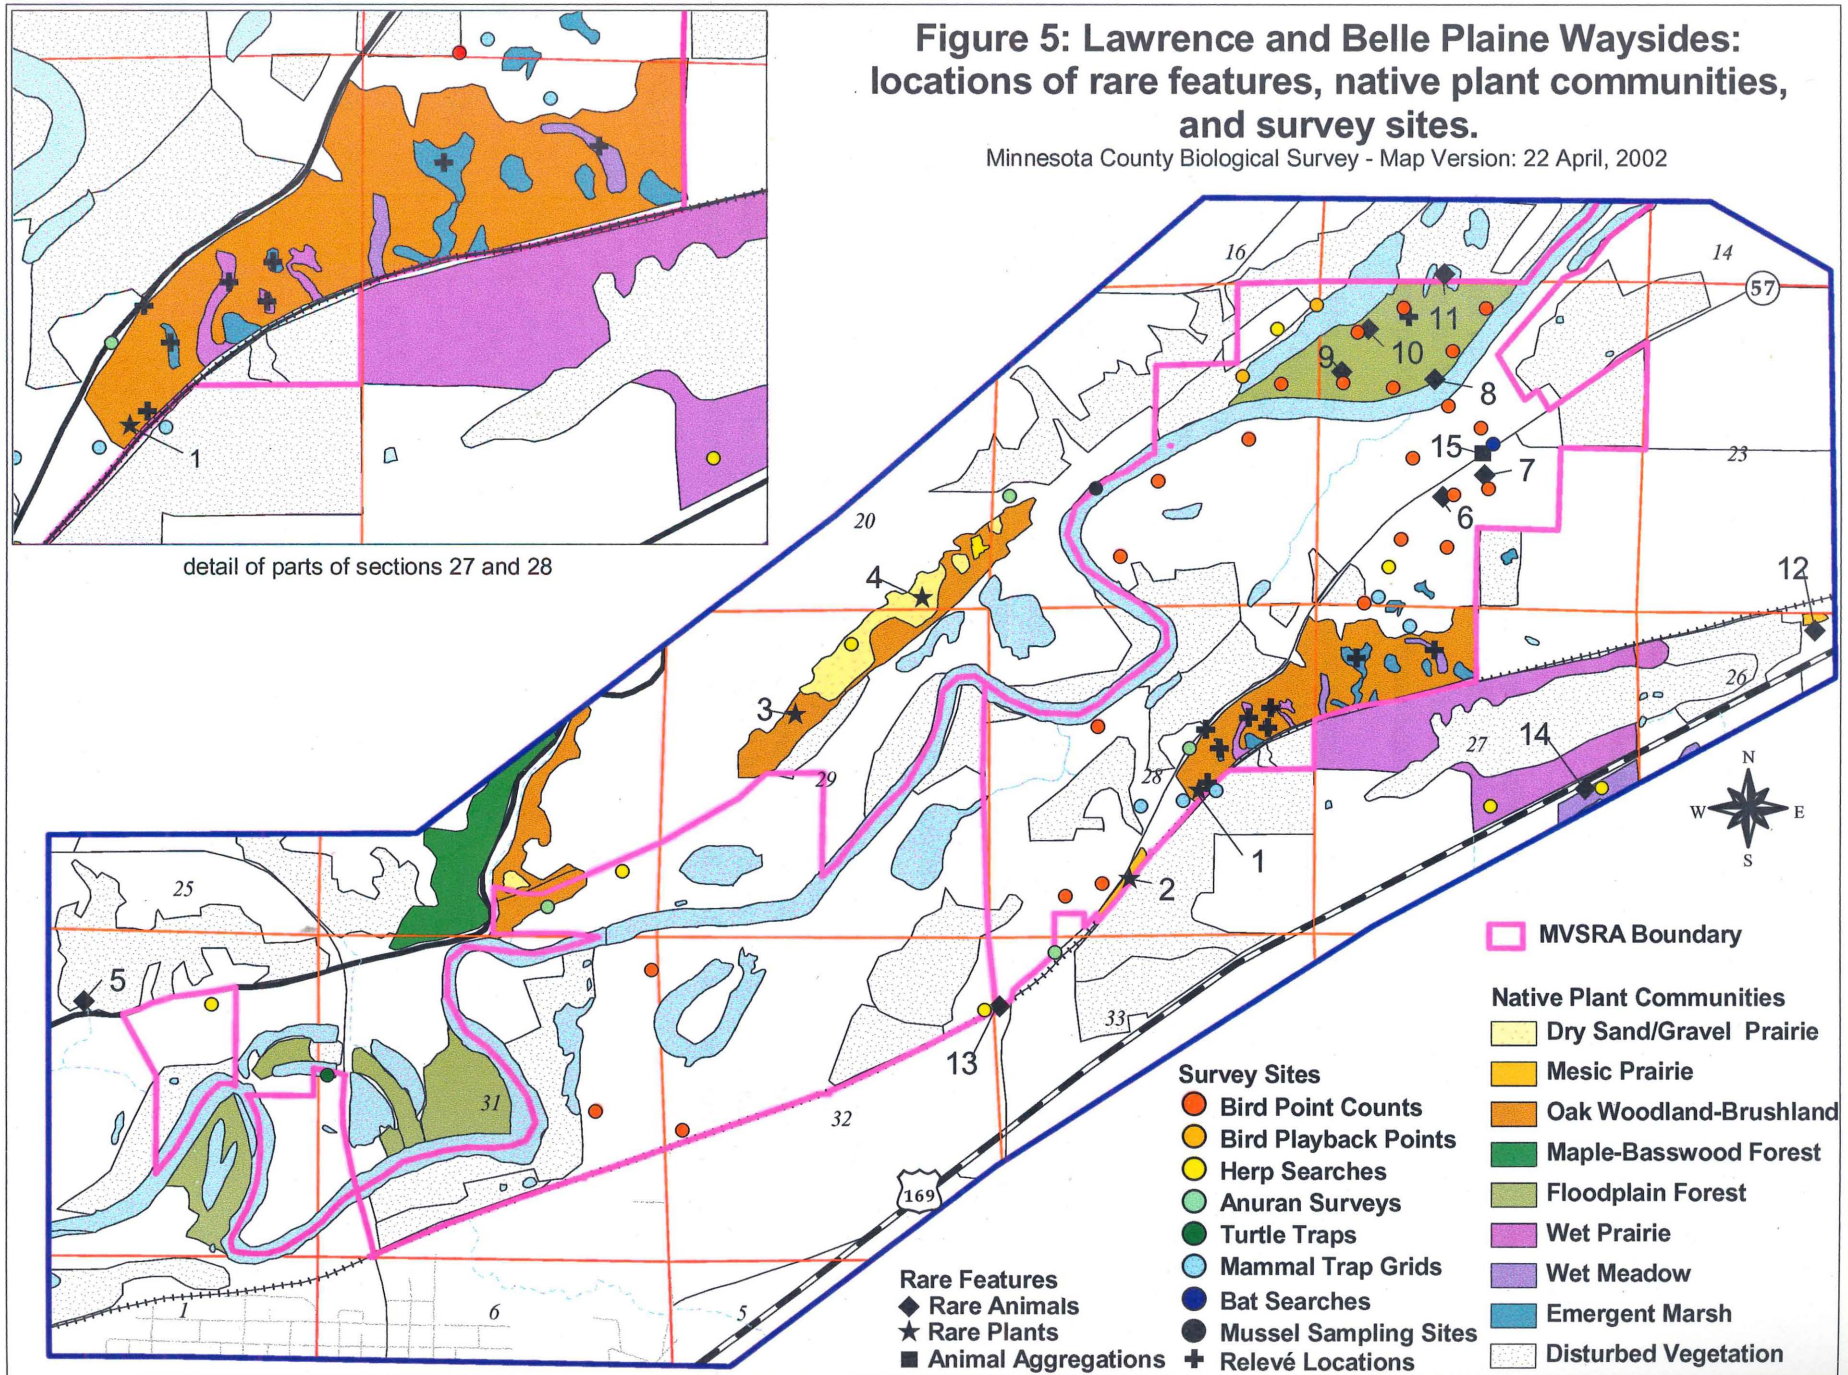 Figure 5: Lawrence and Belle Plaine Waysides:
locations of rare features, native plant communities,
and survey sites.
Minnesota County Biological Survey - Map Version: 22 April, 2002
1
detail of parts of sections 27 and 28
16
14
57
11
10
9
8
15
7
23
6
20
12
4
3
26
27
14
29
28
N
W
E
S
1
2
25
5
33
13
31
32
169
1
6
5
MVSRA Boundary
Native Plant Communities
Dry Sand/Gravel Prairie
Mesic Prairie
Oak Woodland-Brushland
Maple-Basswood Forest
Floodplain Forest
Wet Prairie
Wet Meadow
Emergent Marsh
Disturbed Vegetation
Survey Sites
Bird Point Counts
Bird Playback Points
Herp Searches
Anuran Surveys
Turtle Traps
Mammal Trap Grids
Bat Searches
Mussel Sampling Sites
Relevé Locations
Rare Features
Rare Animals
Rare Plants
Animal Aggregations